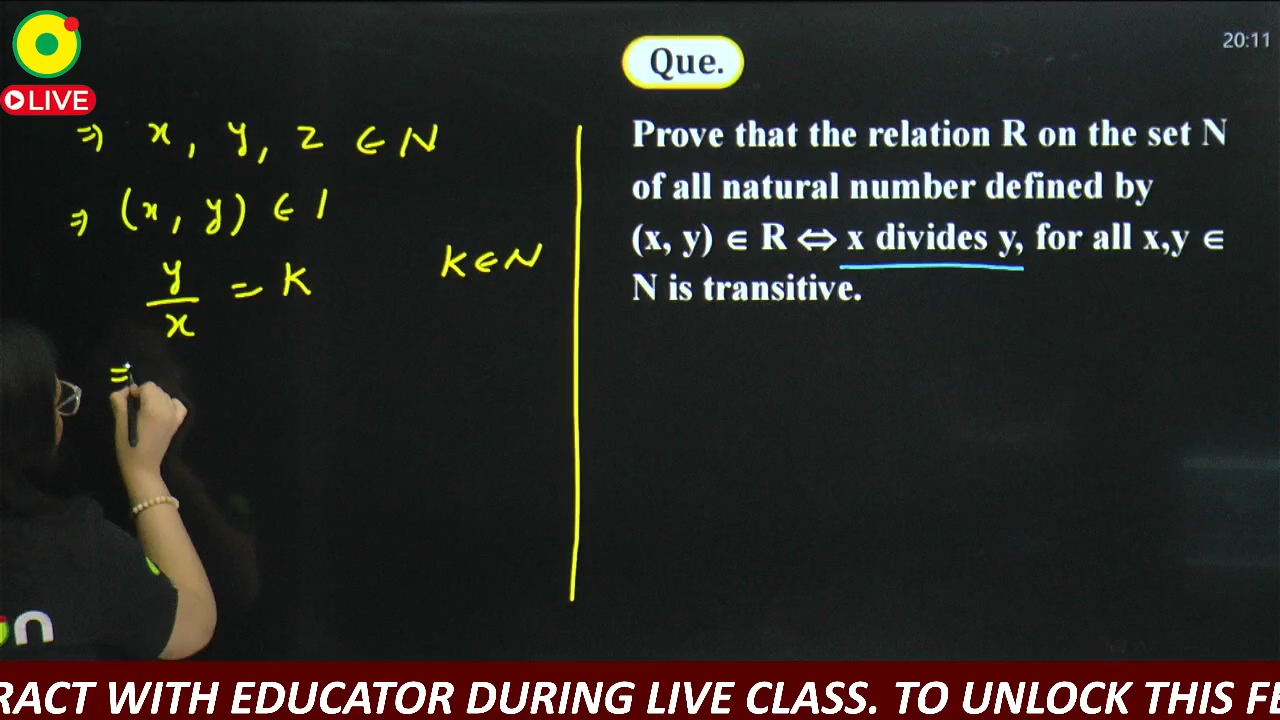 LIVE
⇒ x, y, z ∈ N
⇒ (x, y) ∈ 1
y/x = K
K ∈ N
=
Que.
20:11
Prove that the relation R on the set N
of all natural number defined by
(x, y) ∈ R ⇔ x divides y, for all x,y ∈
N is transitive.
RACT WITH EDUCATOR DURING LIVE CLASS. TO UNLOCK THIS FE